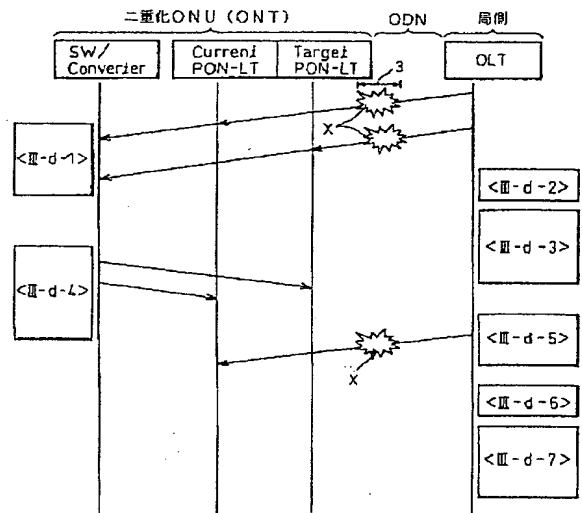 二重化ONU (ONT)
ODN
局側
SW/
Converter
Current
PON-LT
Target
PON-LT
OLT
3
X
<Ⅲ-d-1>
<Ⅲ-d-2>
<Ⅲ-d-3>
<Ⅲ-d-4>
<Ⅲ-d-5>
X
<Ⅲ-d-6>
<Ⅲ-d-7>